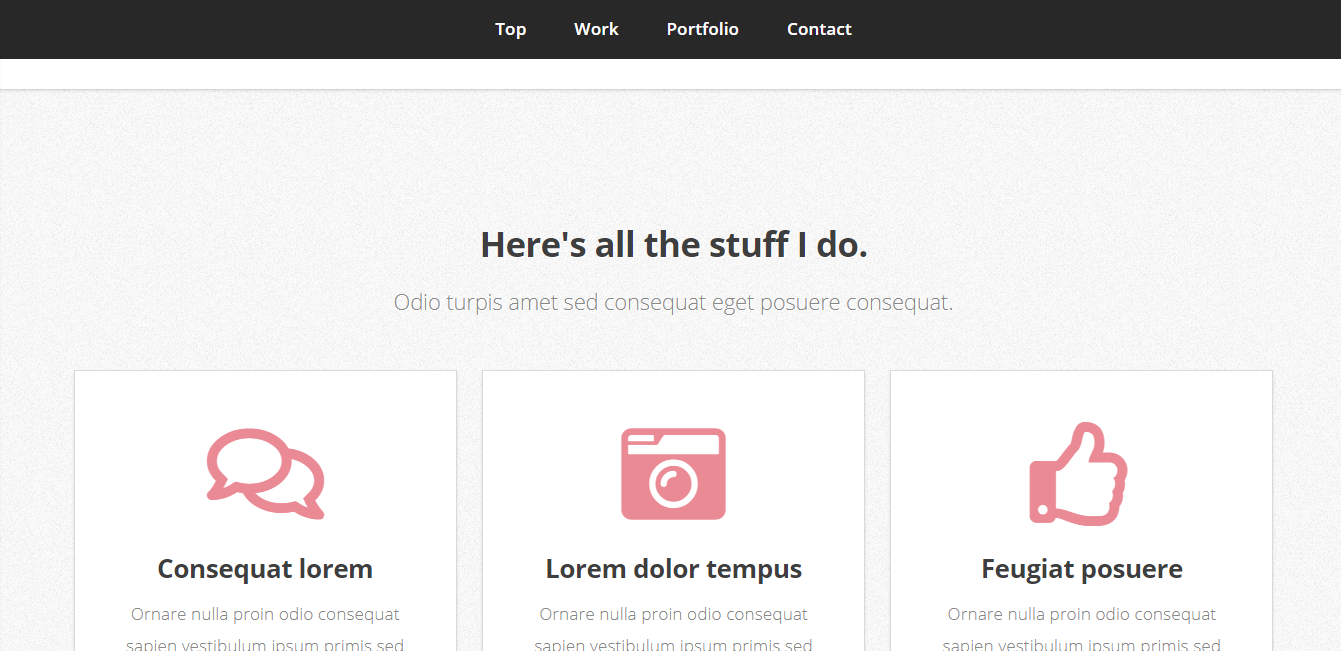 Top Work Portfolio Contact
Here's all the stuff I do.
Odio turpis amet sed consequat eget posuere consequat.
Consequat lorem
Ornare nulla proin odio consequat
sapien vestibulum ipsum primis sed
Lorem dolor tempus
Ornare nulla proin odio consequat
sapien vestibulum ipsum primis sed
Feugiat posuere
Ornare nulla proin odio consequat
sapien vestibulum ipsum primis sed